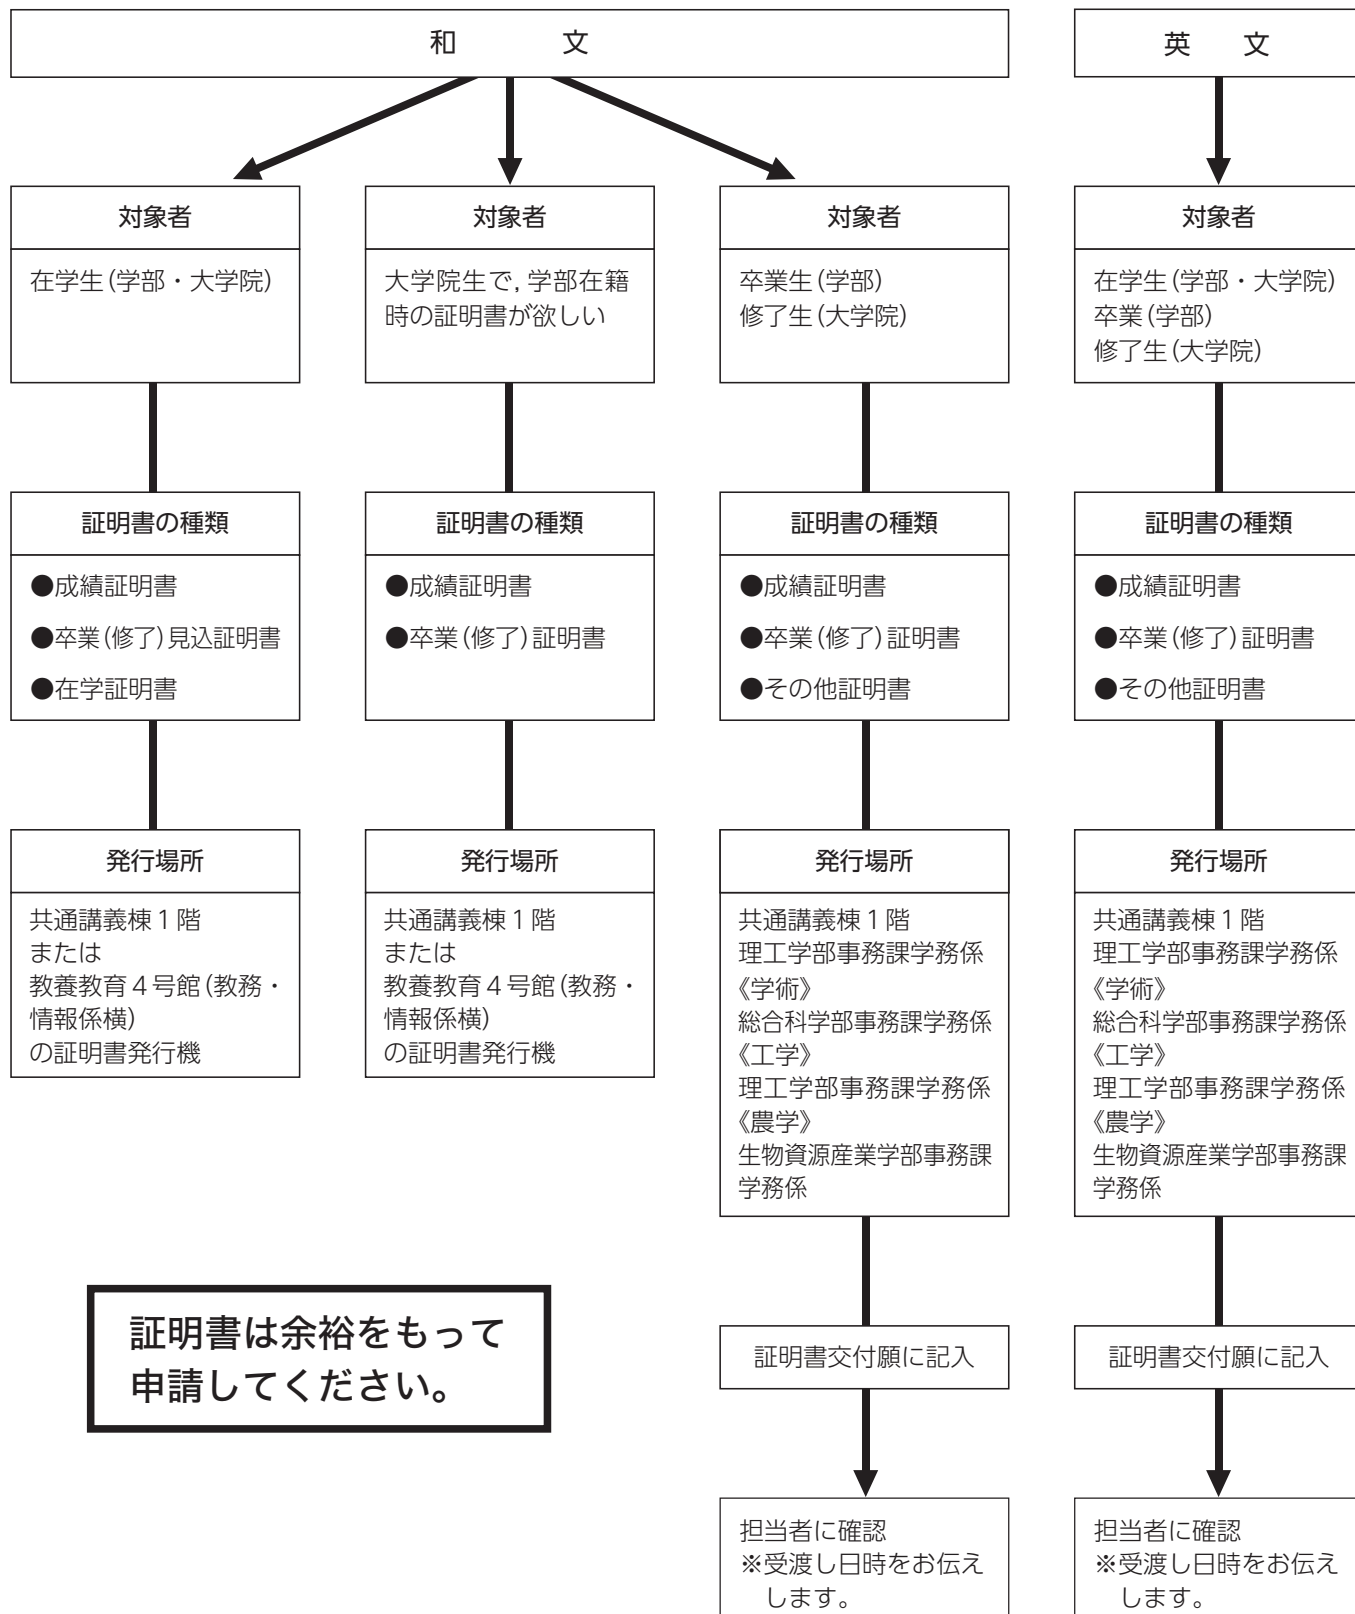 和　文
英　文
対象者
在学生(学部・大学院)
証明書の種類
●成績証明書
●卒業(修了)見込証明書
●在学証明書
発行場所
共通講義棟1階
または
教養教育4号館(教務・
情報係横)
の証明書発行機
対象者
大学院生で,学部在籍
時の証明書が欲しい
証明書の種類
●成績証明書
●卒業(修了)証明書
発行場所
共通講義棟1階
または
教養教育4号館(教務・
情報係横)
の証明書発行機
対象者
卒業生(学部)
修了生(大学院)
証明書の種類
●成績証明書
●卒業(修了)証明書
●その他証明書
発行場所
共通講義棟1階
理工学部事務課学務係
《学術》
総合科学部事務課学務係
《工学》
理工学部事務課学務係
《農学》
生物資源産業学部事務課
学務係
証明書交付願に記入
担当者に確認
※受渡し日時をお伝え
します。
対象者
在学生(学部・大学院)
卒業(学部)
修了生(大学院)
証明書の種類
●成績証明書
●卒業(修了)証明書
●その他証明書
発行場所
共通講義棟1階
理工学部事務課学務係
《学術》
総合科学部事務課学務係
《工学》
理工学部事務課学務係
《農学》
生物資源産業学部事務課
学務係
証明書交付願に記入
担当者に確認
※受渡し日時をお伝え
します。
証明書は余裕をもって
申請してください。